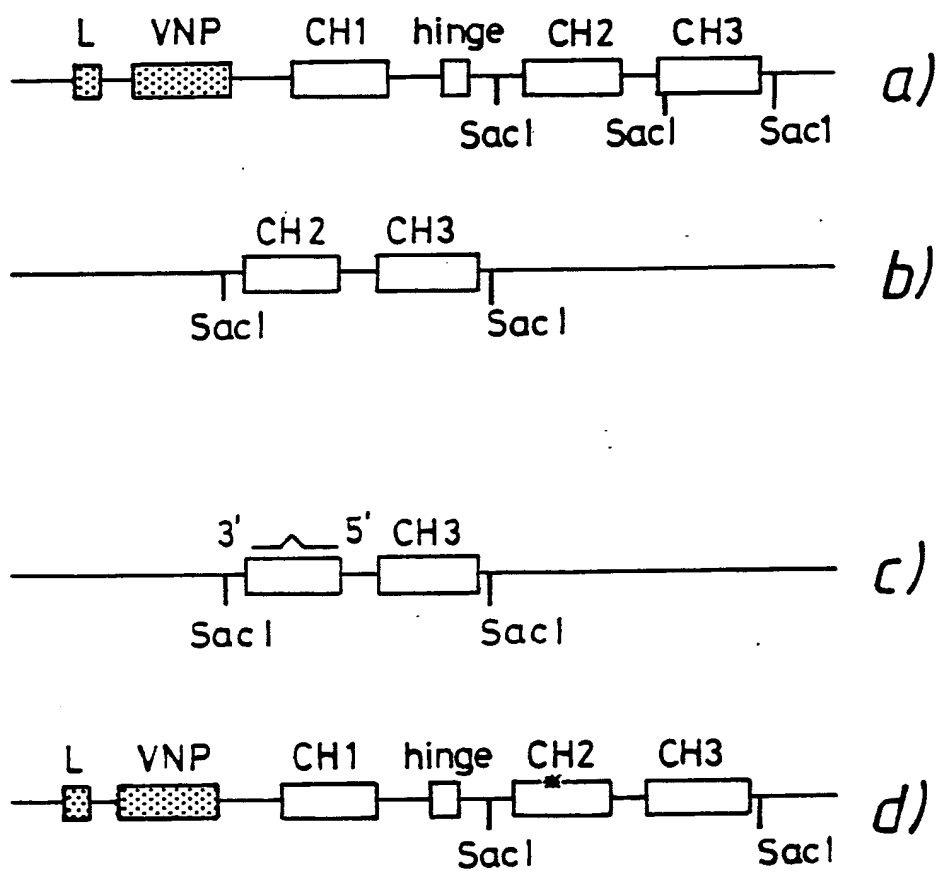 L VNP CH1 hinge CH2 CH3
a)
SacI SacI Sac1
CH2 CH3
b)
SacI SacI
3' 5' CH3
c)
SacI SacI
L VNP CH1 hinge CH2 CH3
*
d)
SacI SacI